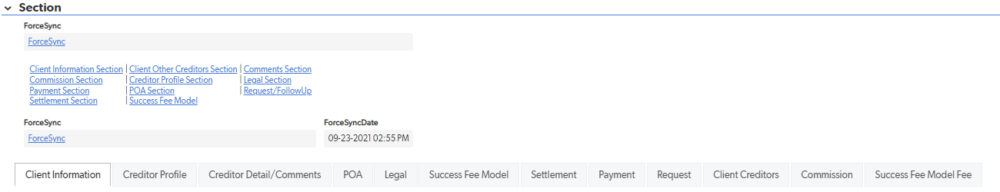 Section
ForceSync
ForceSync
Client Information Section | Client Other Creditors Section | Comments Section
Commission Section | Creditor Profile Section | Legal Section
Payment Section | POA Section | Request/FollowUp
Settlement Section | Success Fee Model
ForceSync ForceSyncDate
ForceSync 09-23-2021 02:55 PM
Client Information Creditor Profile Creditor Detail/Comments POA Legal Success Fee Model Settlement Payment Request Client Creditors Commission Success Fee Model Fee